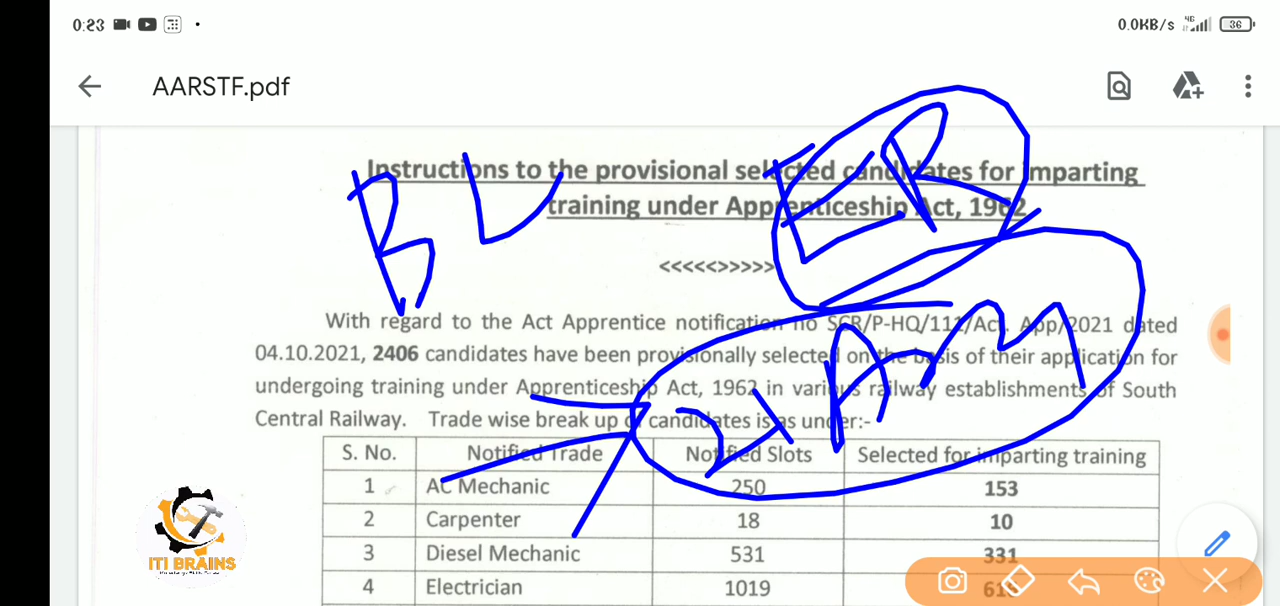 0:23
0.0KB/s 4G 36
AARSTF.pdf
Instructions to the provisional selected candidates for imparting
training under Apprenticeship Act, 1962
<<<<<>>>>>
BL
ER
2 PM
With regard to the Act Apprentice notification no SCR/P-HQ/111/Act. App/2021 dated
04.10.2021, 2406 candidates have been provisionally selected on the basis of their application for
undergoing training under Apprenticeship Act, 1962 in various railway establishments of South
Central Railway. Trade wise break up of candidates is as under:-
S. No. Notified Trade Notified Slots Selected for imparting training
1 AC Mechanic 250 153
2 Carpenter 18 10
3 Diesel Mechanic 531 331
4 Electrician 1019
ITI BRAINS